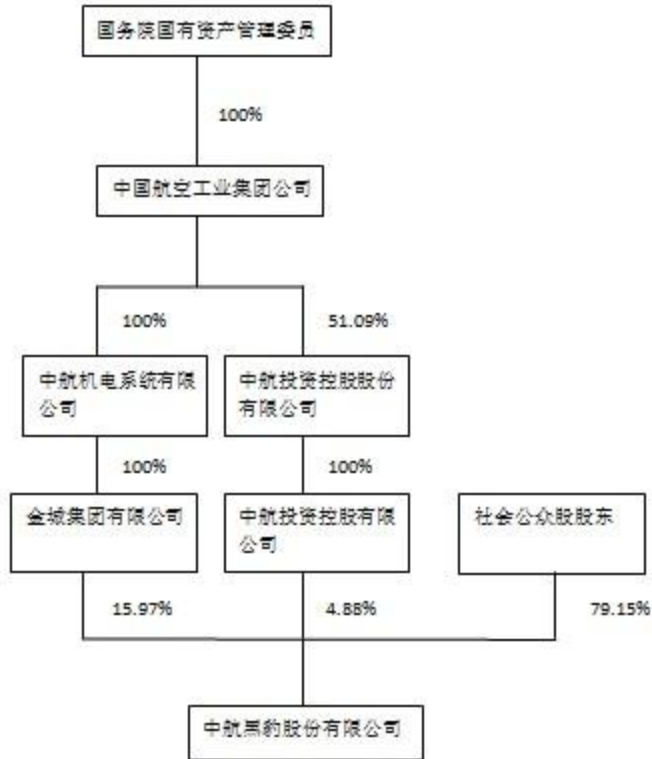 国务院国有资产管理委员
100%
中国航空工业集团公司
100%
51.09%
中航机电系统有限
公司
中航投资控股股份
有限公司
100%
100%
金城集团有限公司
中航投资控股有限
公司
社会公众股股东
15.97%
4.88%
79.15%
中航黑豹股份有限公司